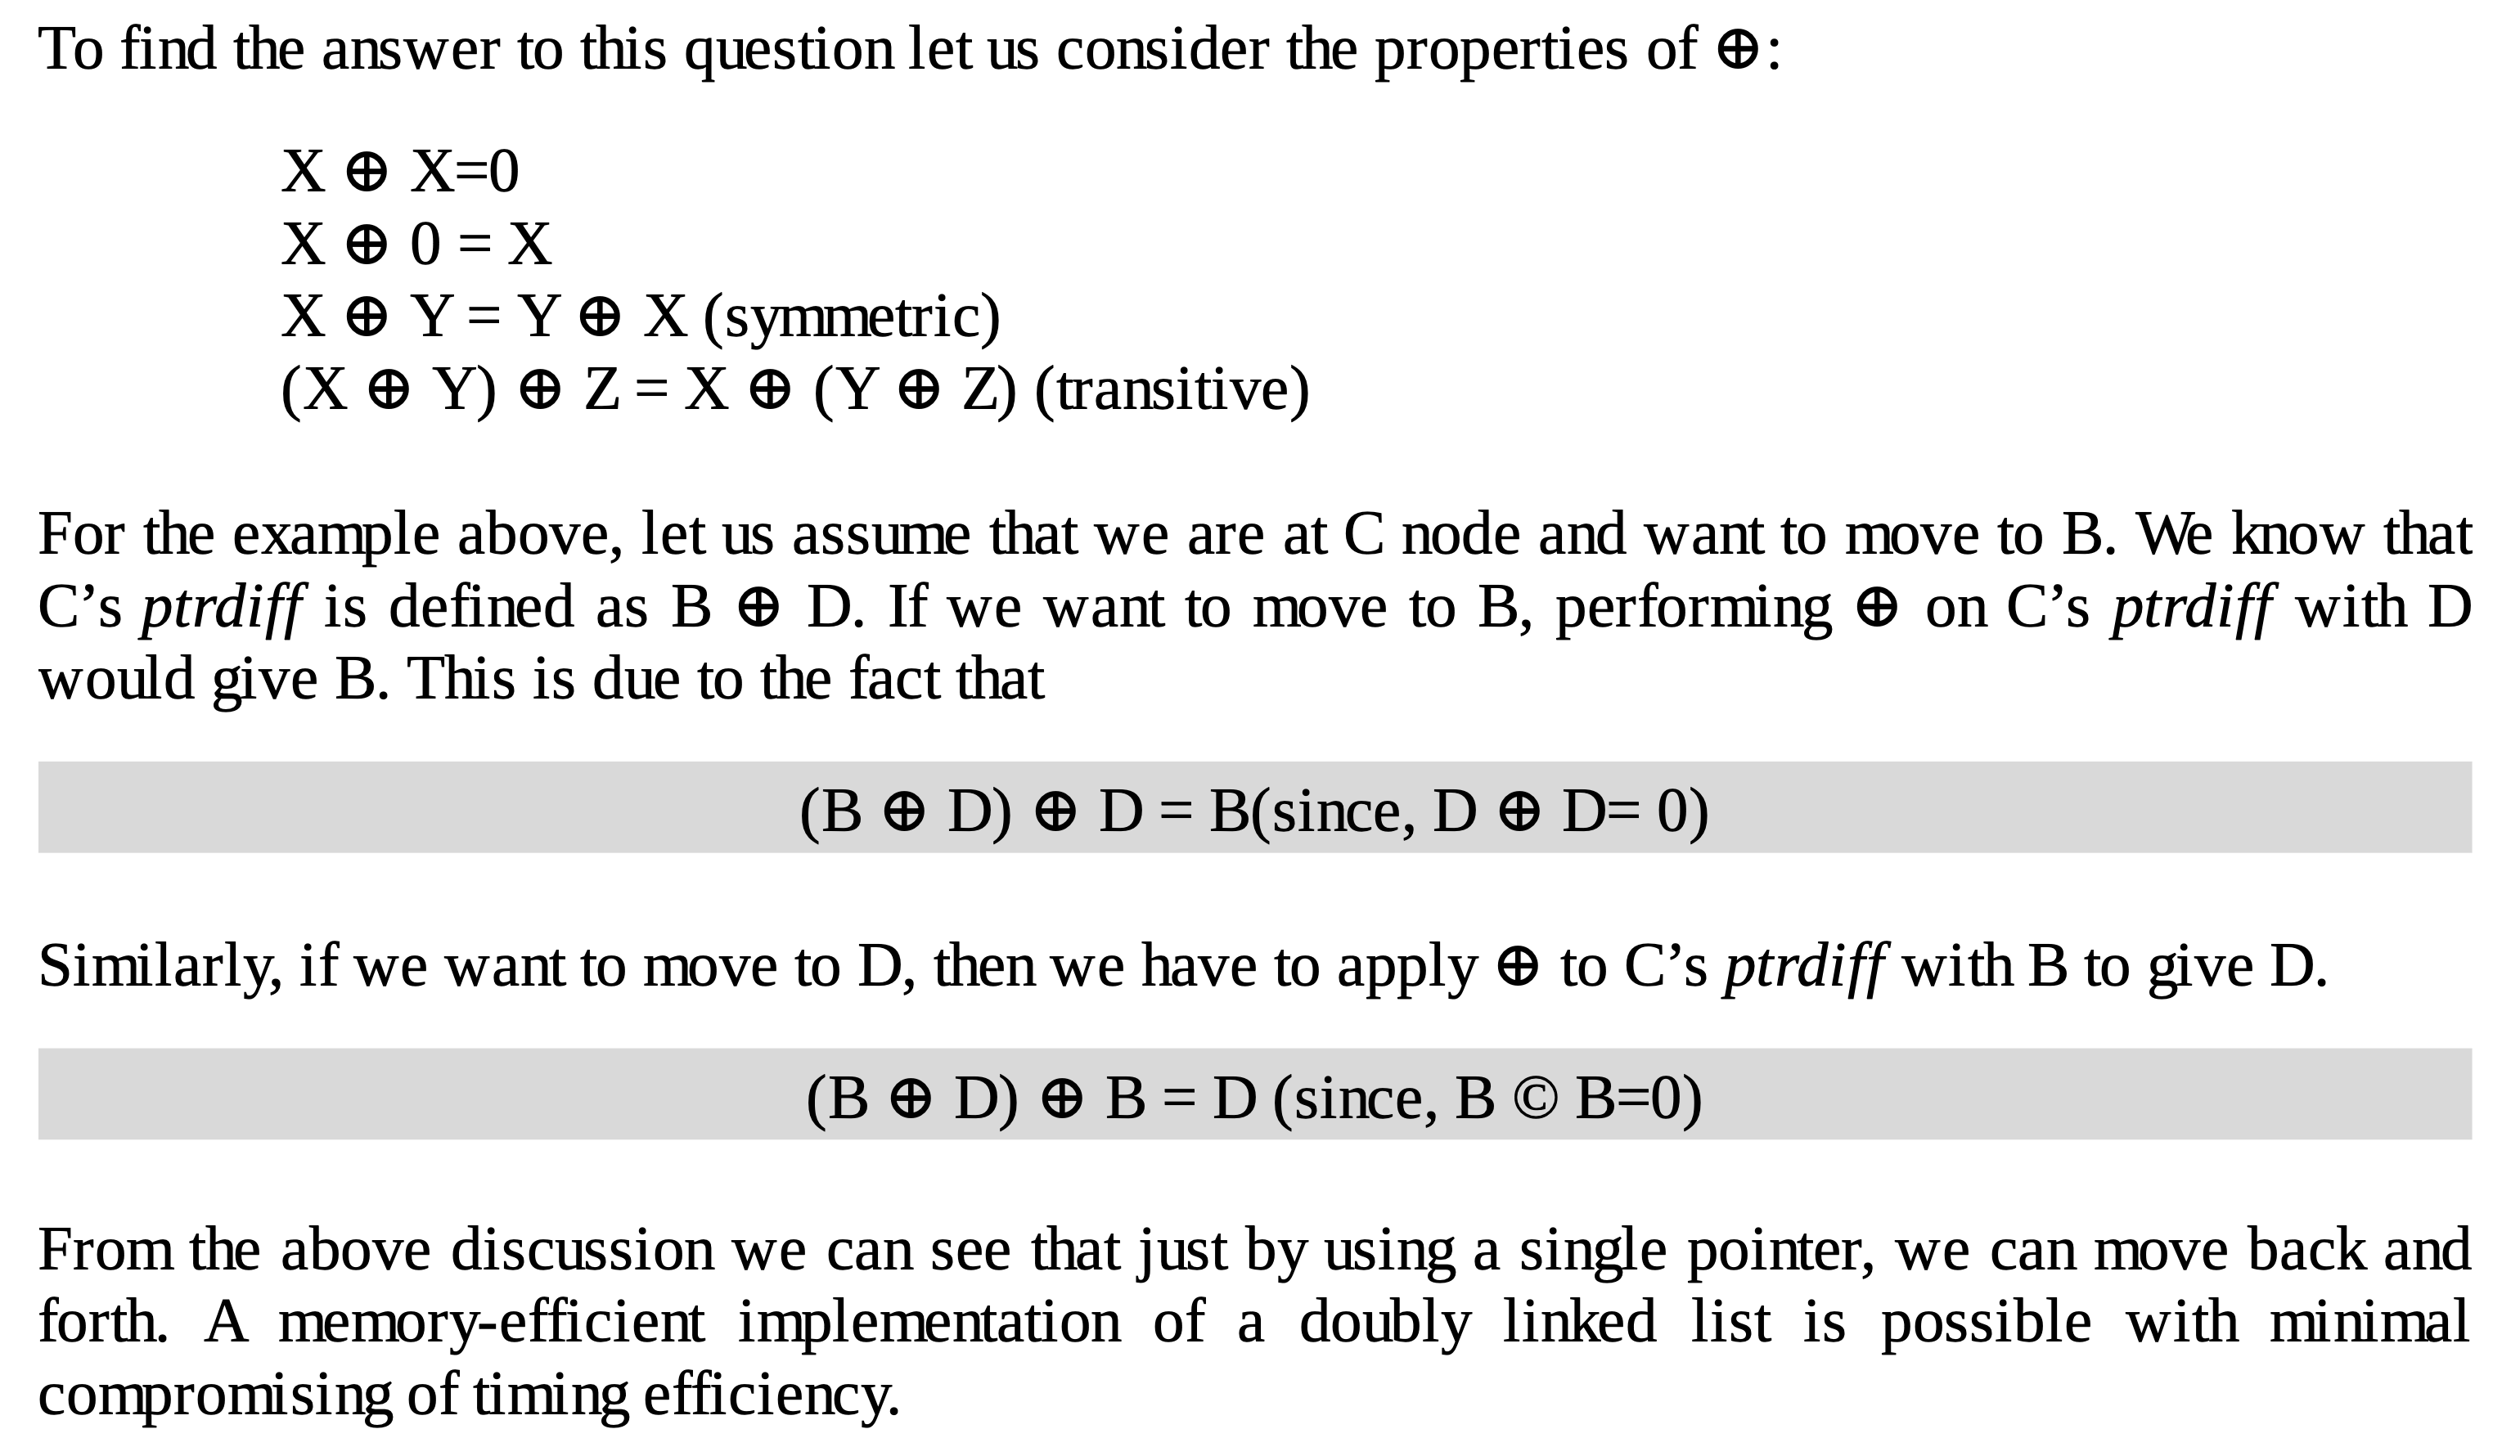 To find the answer to this question let us consider the properties of ⊕:
X ⊕ X=0
X ⊕ 0 = X
X ⊕ Y = Y ⊕ X (symmetric)
(X ⊕ Y) ⊕ Z = X ⊕ (Y ⊕ Z) (transitive)
For the example above, let us assume that we are at C node and want to move to B. We know that
C’s ptrdiff is defined as B ⊕ D. If we want to move to B, performing ⊕ on C’s ptrdiff with D
would give B. This is due to the fact that
(B ⊕ D) ⊕ D = B(since, D ⊕ D= 0)
Similarly, if we want to move to D, then we have to apply ⊕ to C’s ptrdiff with B to give D.
(B ⊕ D) ⊕ B = D (since, B © B=0)
From the above discussion we can see that just by using a single pointer, we can move back and
forth. A memory-efficient implementation of a doubly linked list is possible with minimal
compromising of timing efficiency.